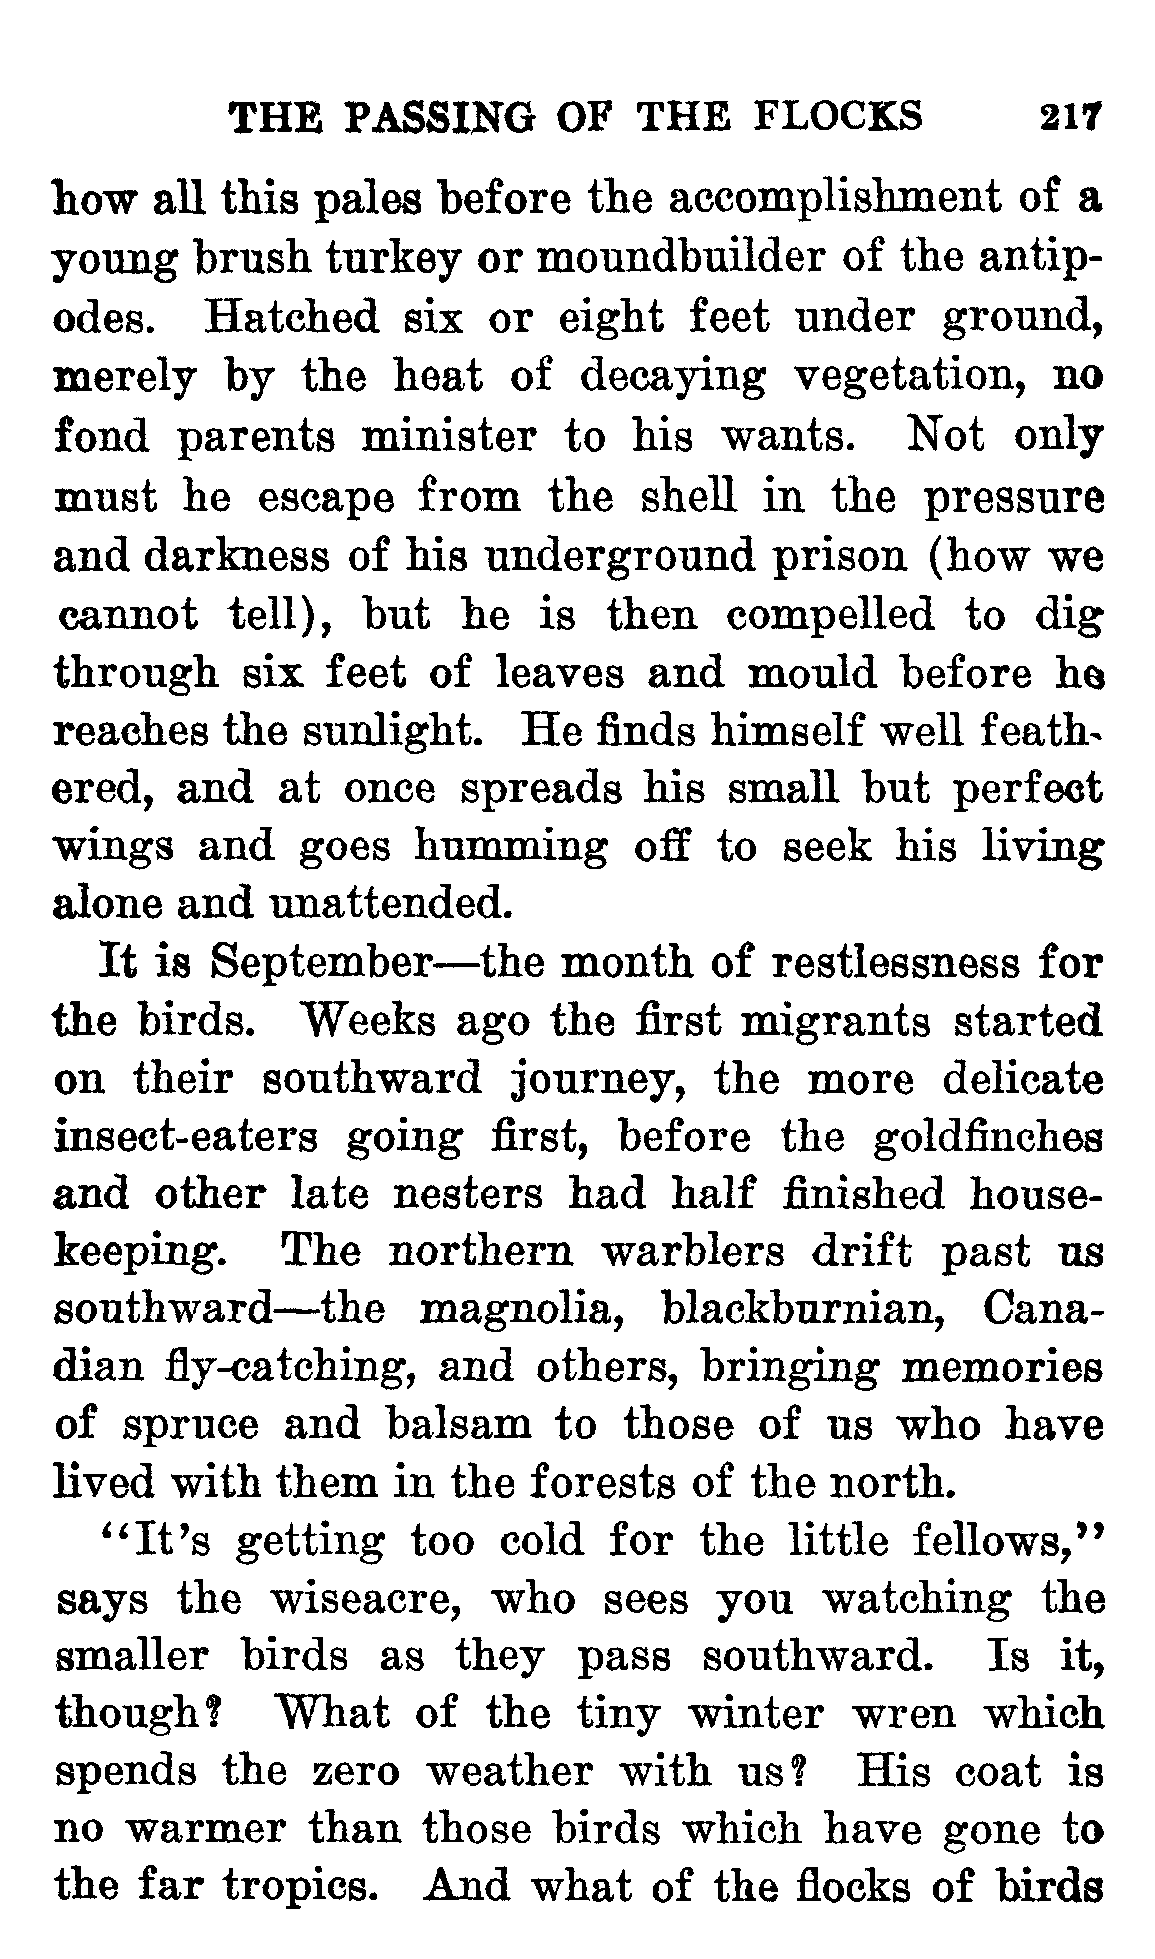 THE PASSING OF THE FLOCKS 217
how all this pales before the accomplishment of a
young brush turkey or moundbuilder of the antip-
odes. Hatched six or eight feet under ground,
merely by the heat of decaying vegetation, no
fond parents minister to his wants. Not only
must he escape from the shell in the pressure
and darkness of his underground prison (how we
cannot tell), but he is then compelled to dig
through six feet of leaves and mould before he
reaches the sunlight. He finds himself well feath-
ered, and at once spreads his small but perfect
wings and goes humming off to seek his living
alone and unattended.
It is September—the month of restlessness for
the birds. Weeks ago the first migrants started
on their southward journey, the more delicate
insect-eaters going first, before the goldfinches
and other late nesters had half finished house-
keeping. The northern warblers drift past us
southward—the magnolia, blackburnian, Cana-
dian fly-catching, and others, bringing memories
of spruce and balsam to those of us who have
lived with them in the forests of the north.
“It’s getting too cold for the little fellows,”
says the wiseacre, who sees you watching the
smaller birds as they pass southward. Is it,
though? What of the tiny winter wren which
spends the zero weather with us? His coat is
no warmer than those birds which have gone to
the far tropics. And what of the flocks of birds